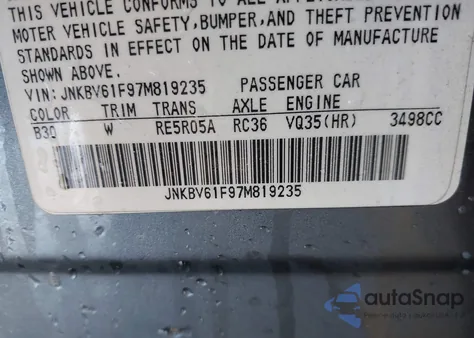 THIS VEHICLE CONFORMS TO ALL APPLICABLE
MOTER VEHICLE SAFETY,BUMPER,AND THEFT PREVENTION
STANDARDS IN EFFECT ON THE DATE OF MANUFACTURE
SHOWN ABOVE.
VIN: JNKBV61F97M819235 PASSENGER CAR
COLOR TRIM TRANS AXLE ENGINE
B30 W RE5R05A RC36 VQ35(HR) 3498CC
JNKBV61F97M819235
autoSnap